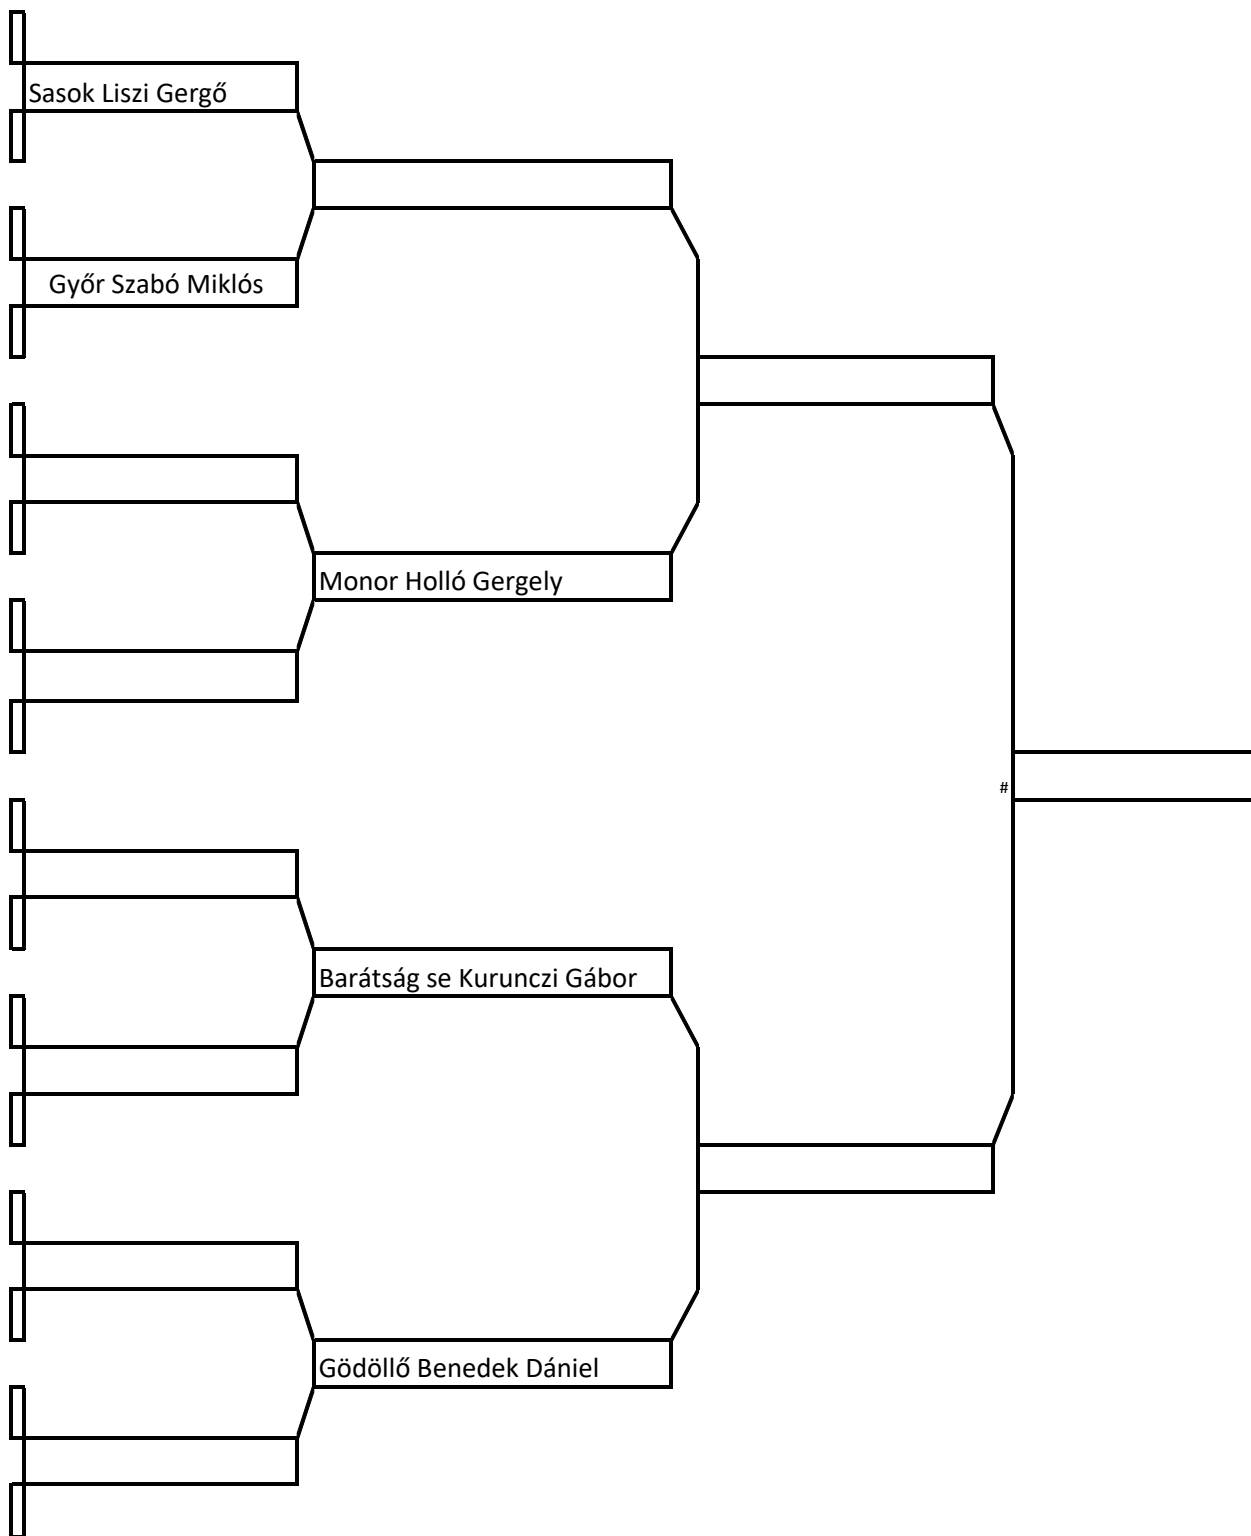 Sasok Liszi Gergő
Győr Szabó Miklós
Monor Holló Gergely
#
Barátság se Kurunczi Gábor
Gödöllő Benedek Dániel